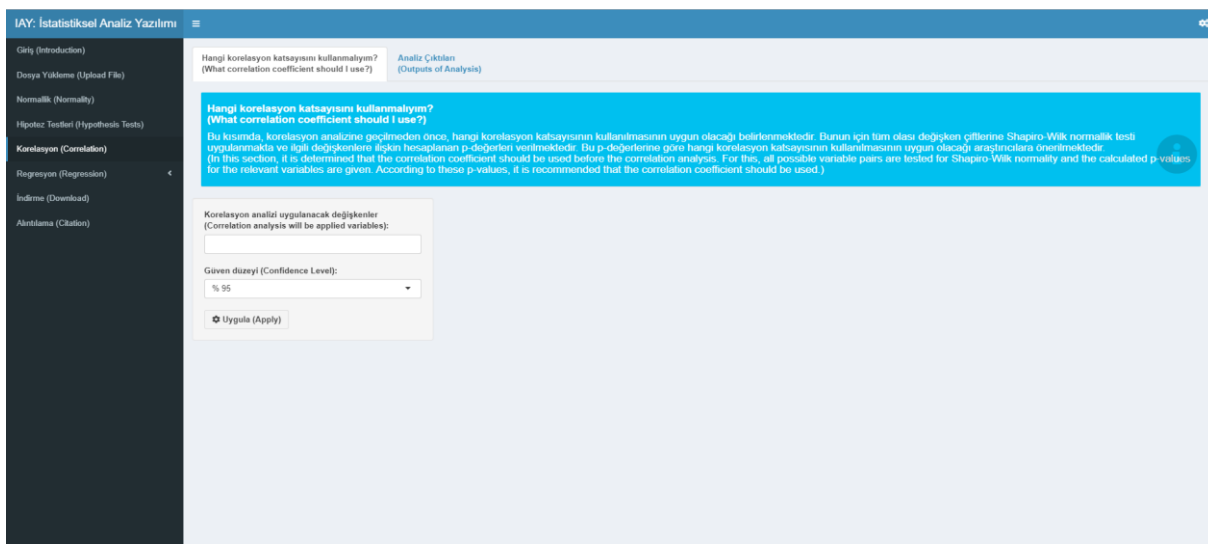 IAY: İstatistiksel Analiz Yazılımı
Giriş (Introduction)
Dosya Yükleme (Upload File)
Normallik (Normality)
Hipotez Testleri (Hypothesis Tests)
Korelasyon (Correlation)
Regresyon (Regression)
İndirme (Download)
Alıntılama (Citation)
Hangi korelasyon katsayısını kullanmalıyım?
(What correlation coefficient should I use?)
Analiz Çıktıları
(Outputs of Analysis)
Hangi korelasyon katsayısını kullanmalıyım?
(What correlation coefficient should I use?)
Bu kısımda, korelasyon analizine geçilmeden önce, hangi korelasyon katsayısının kullanılmasının uygun olacağı belirlenmektedir. Bunun için tüm olası değişken çiftlerine Shapiro-Wilk normallik testi
uygulanmakta ve ilgili değişkenlere ilişkin hesaplanan p-değerleri verilmektedir. Bu p-değerlerine göre hangi korelasyon katsayısının kullanılmasının uygun olacağı araştırıcılara önerilmektedir.
(In this section, it is determined that the correlation coefficient should be used before the correlation analysis. For this, all possible variable pairs are tested for Shapiro-Wilk normality and the calculated p-values
for the relevant variables are given. According to these p-values, it is recommended that the correlation coefficient should be used.)
Korelasyon analizi uygulanacak değişkenler
(Correlation analysis will be applied variables):
Güven düzeyi (Confidence Level):
% 95
Uygula (Apply)